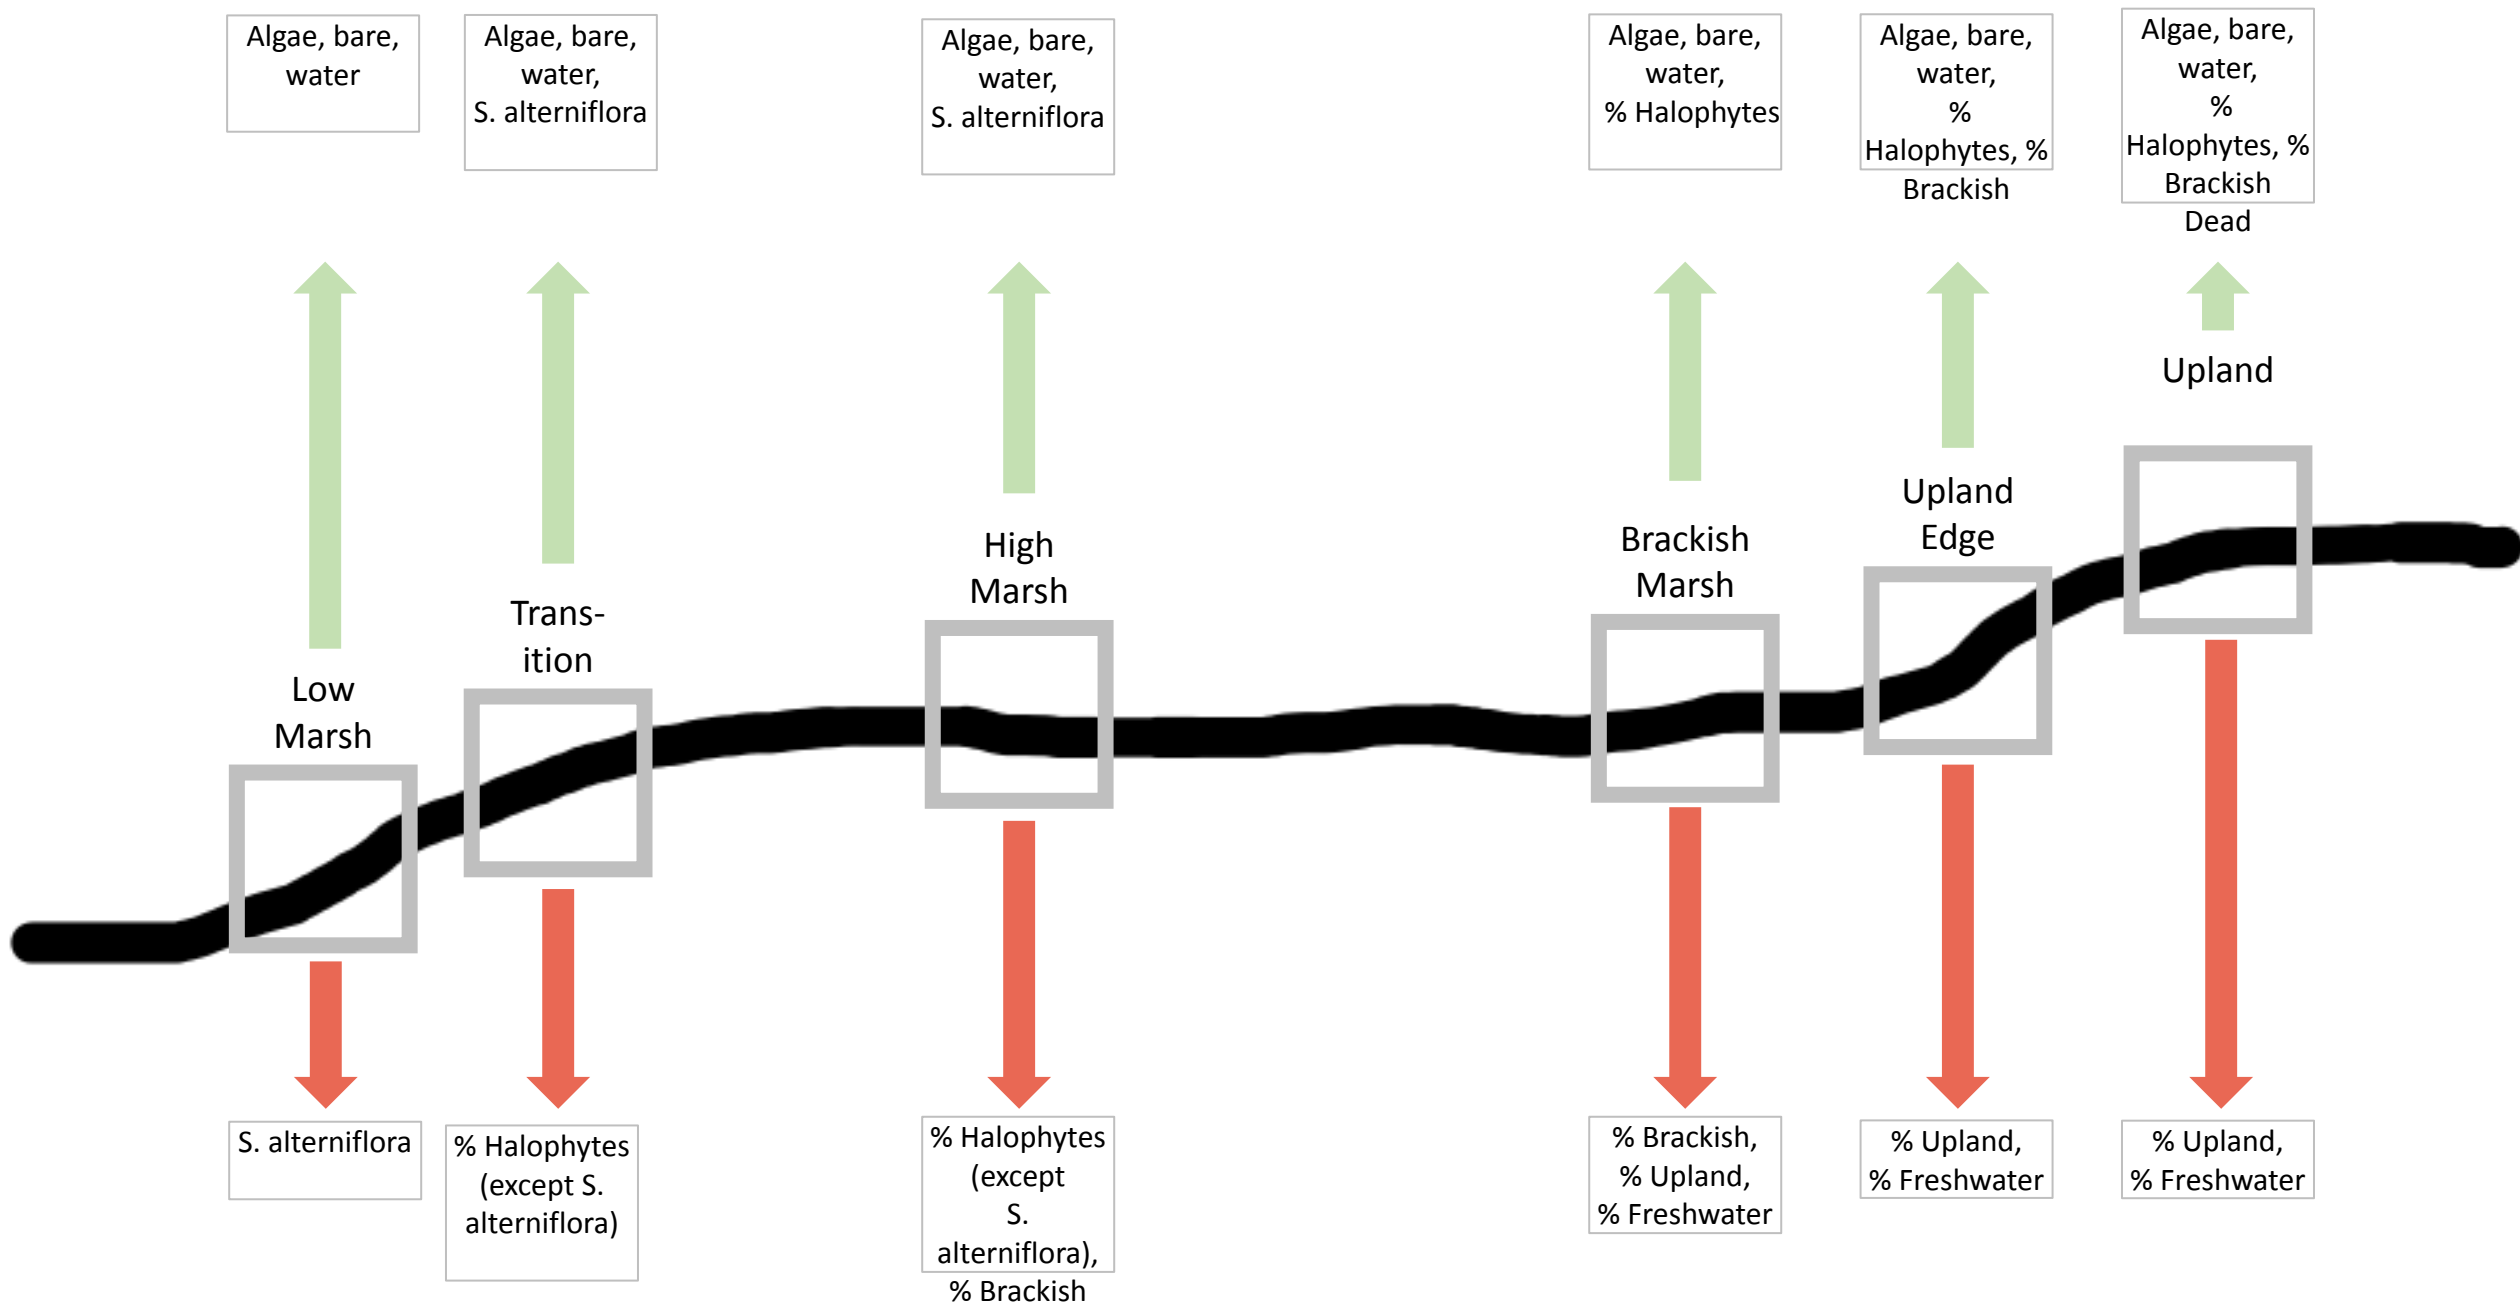 Algae, bare,
water
Algae, bare,
water,
S. alterniflora
Algae, bare,
water,
S. alterniflora
Algae, bare,
water,
% Halophytes
Algae, bare,
water,
%
Halophytes, %
Brackish
Algae, bare,
water,
%
Halophytes, %
Brackish
Dead
Low
Marsh
Trans-
ition
High
Marsh
Brackish
Marsh
Upland
Edge
Upland
S. alterniflora
% Halophytes
(except S.
alterniflora)
% Halophytes
(except
S.
alterniflora),
% Brackish
% Brackish,
% Upland,
% Freshwater
% Upland,
% Freshwater
% Upland,
% Freshwater